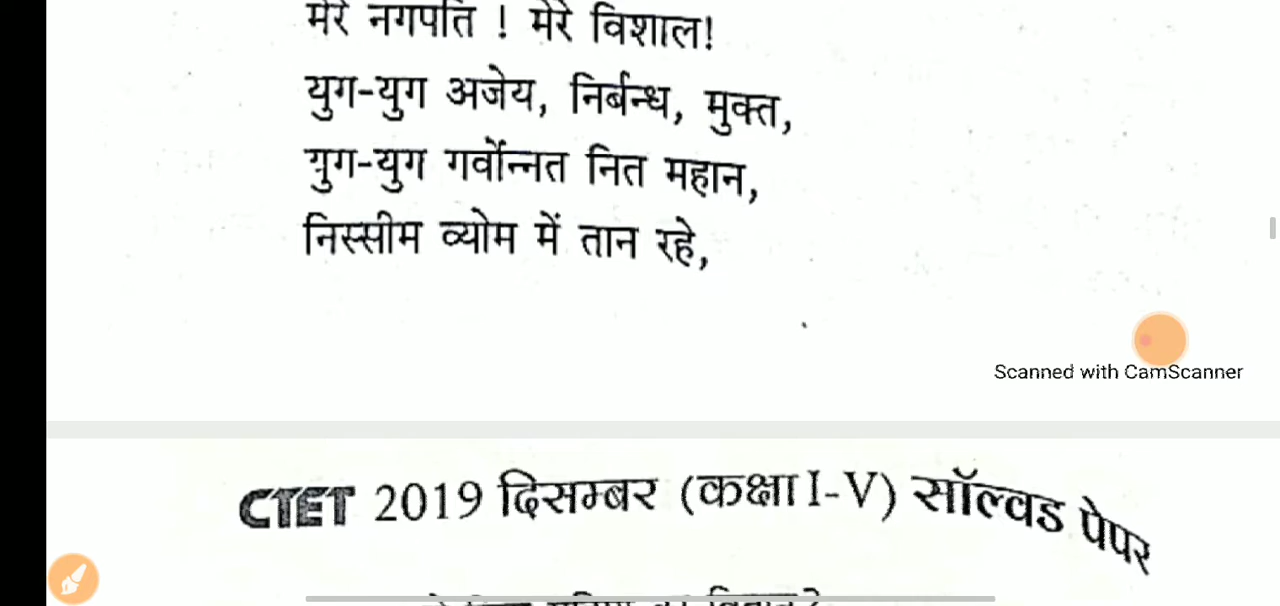 मेरे नगपति ! मेरे विशाल!
युग-युग अजेय, निर्बन्ध, मुक्त,
युग-युग गर्वोन्नत नित महान,
निस्सीम व्योम में तान रहे,
Scanned with CamScanner
CTET 2019 दिसम्बर (कक्षा I-V) सॉल्वड पेपर